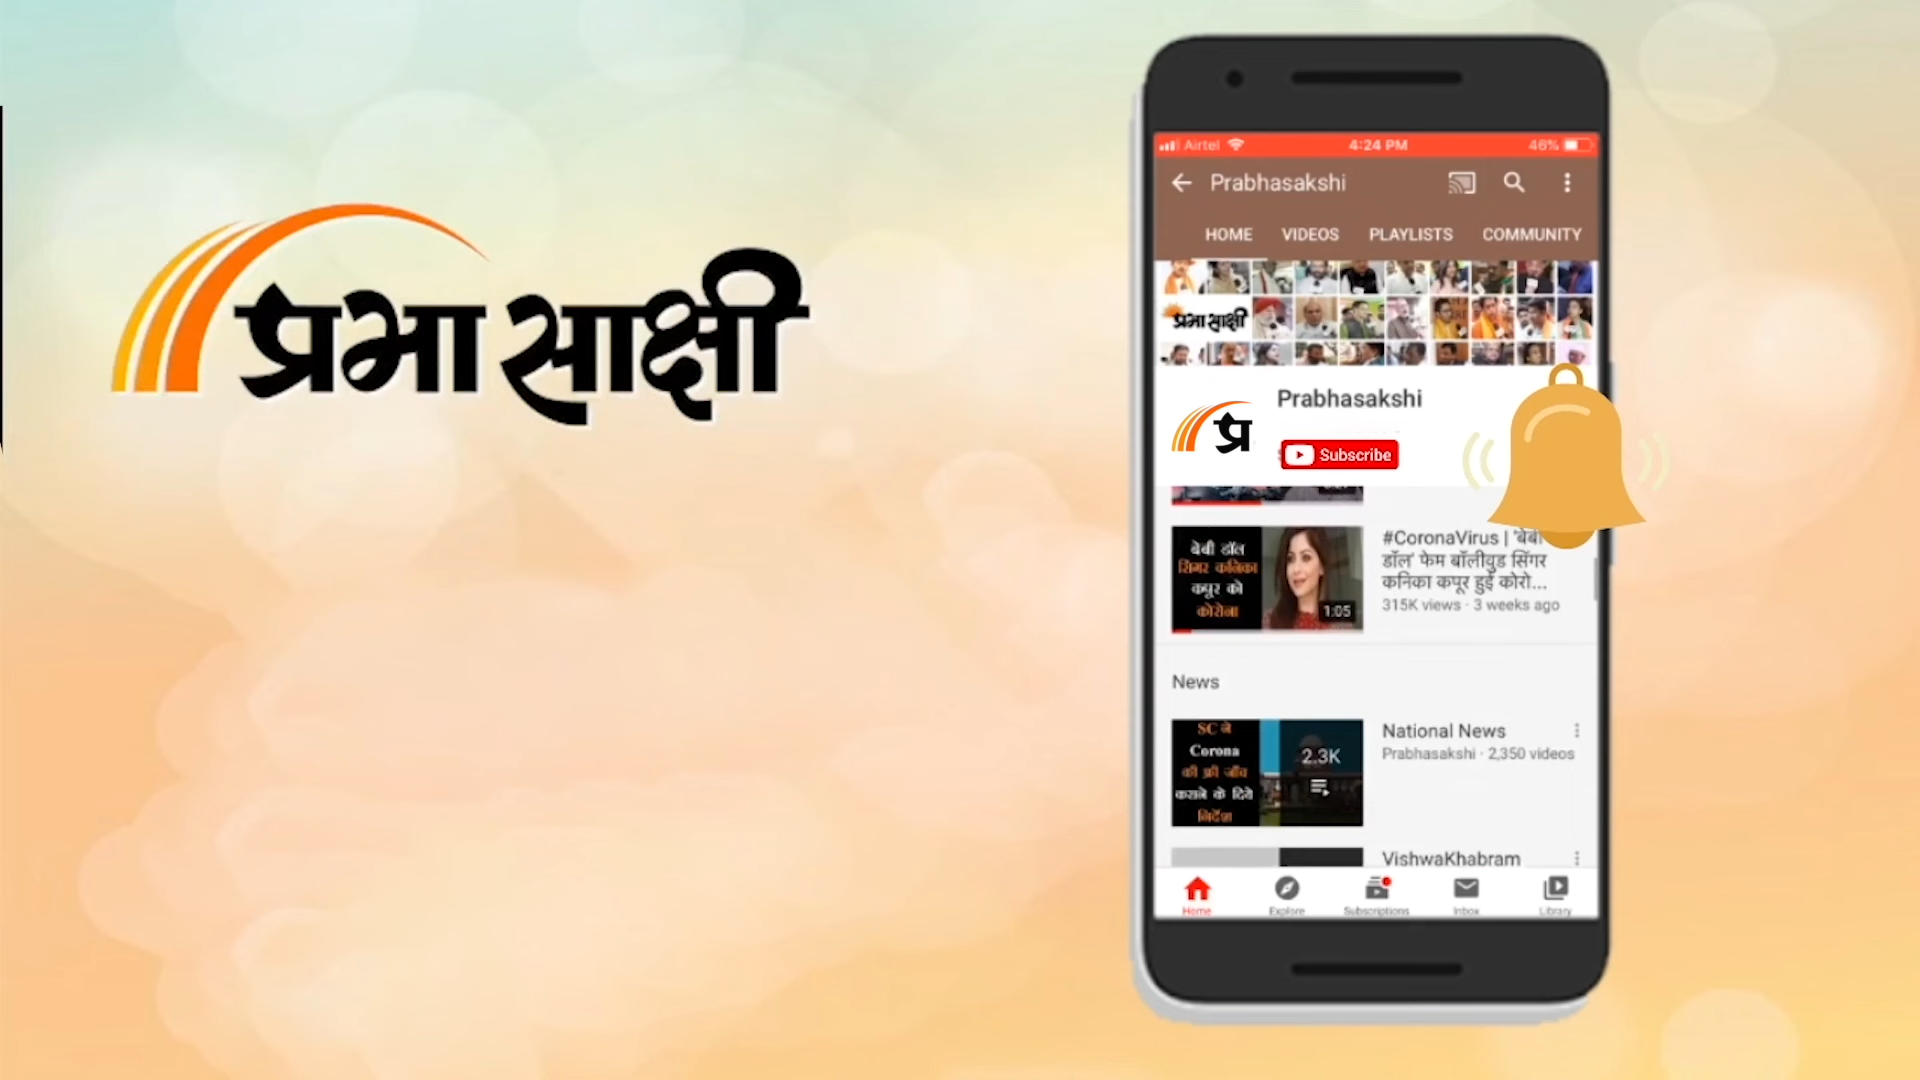 प्रभासाक्षी
Airtel 4:24 PM 46%
Prabhasakshi
HOME VIDEOS PLAYLISTS COMMUNITY
प्रभासाक्षी
Prabhasakshi
प्र
Subscribe
बेबी डॉल
सिंगर कनिका
कपूर को
कोरोना
1:05
#CoronaVirus | 'बेबी
डॉल' फेम बॉलीवुड सिंगर
कनिका कपूर हुईं कोरो...
315K views · 3 weeks ago
News
SC ने
Corona
की फ्री जाँच
कराने के दिये
निर्देश
2.3K
National News
Prabhasakshi · 2,350 videos
VishwaKhabram
Home Explore Subscriptions Inbox Library